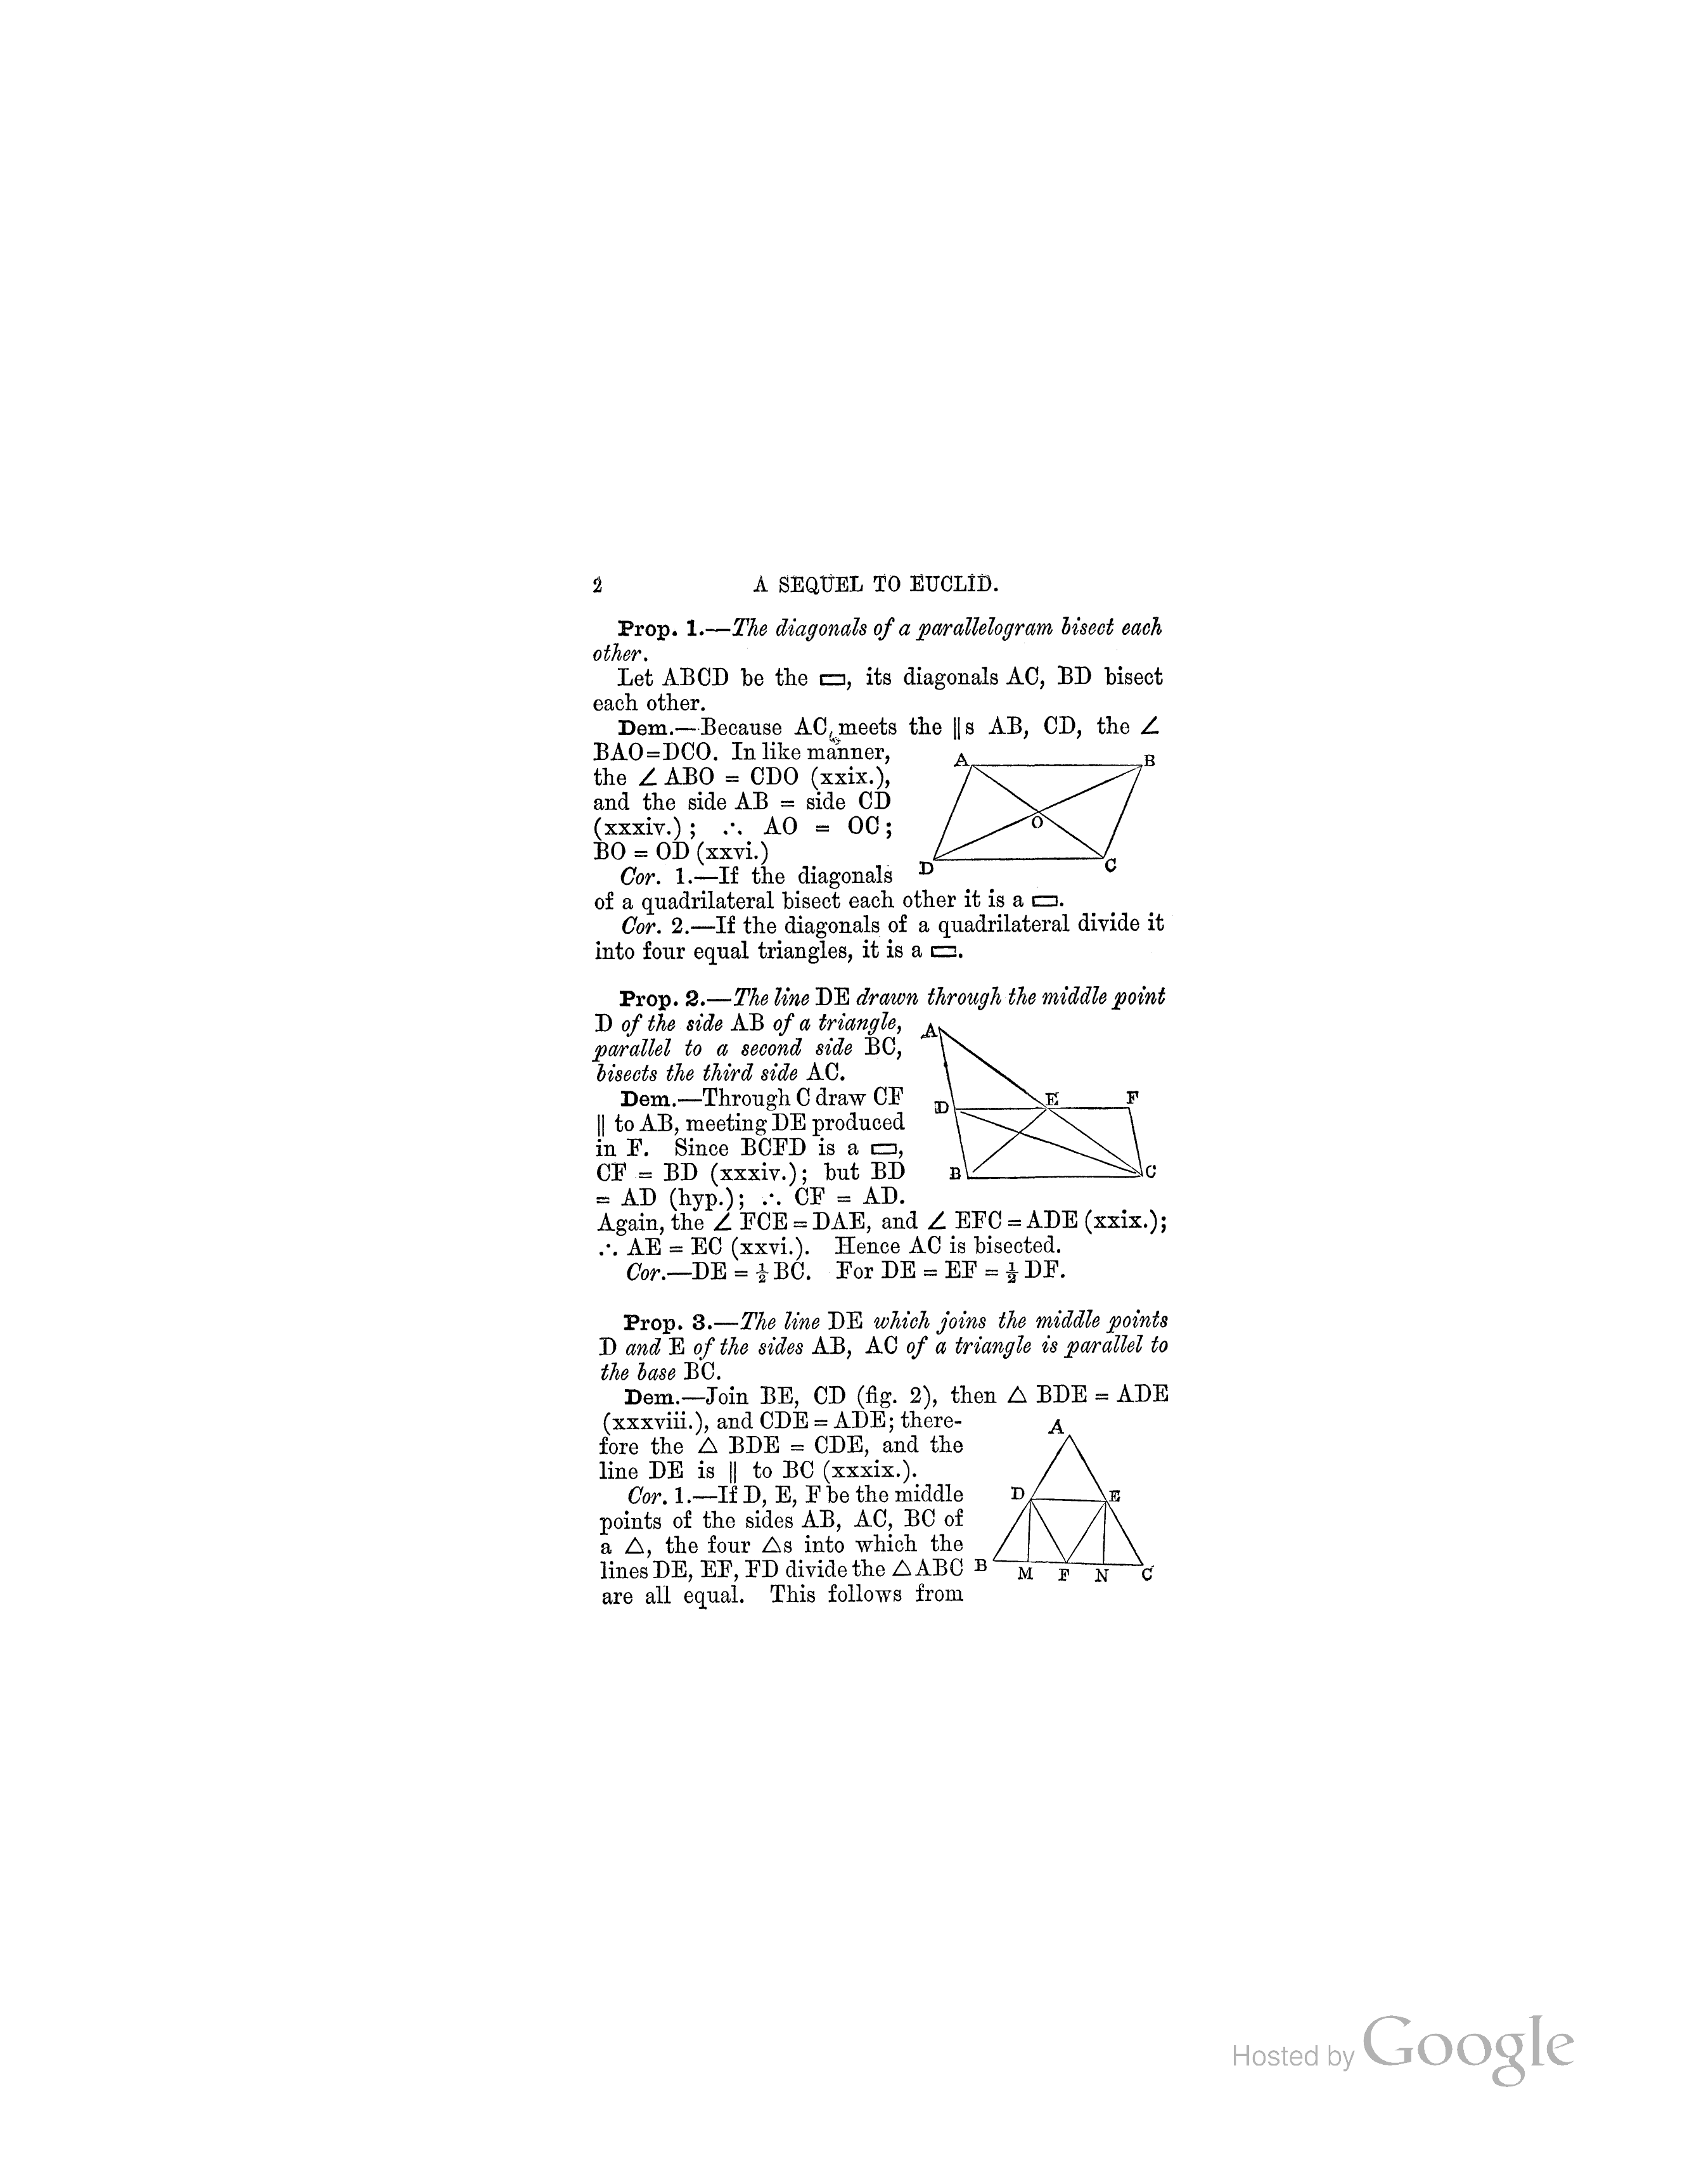 2 A SEQUEL TO EUCLID.
Prop. 1.—The diagonals of a parallelogram bisect each
other.
Let ABCD be the ▭, its diagonals AC, BD bisect
each other.
Dem.—Because AC meets the ∥s AB, CD, the ∠
BAO=DCO. In like manner,
the ∠ ABO = CDO (xxix.),
and the side AB = side CD
(xxxiv.); ∴ AO = OC;
BO = OD (xxvi.)
A B
O
D C
Cor. 1.—If the diagonals
of a quadrilateral bisect each other it is a ▭.
Cor. 2.—If the diagonals of a quadrilateral divide it
into four equal triangles, it is a ▭.
Prop. 2.—The line DE drawn through the middle point
D of the side AB of a triangle,
parallel to a second side BC,
bisects the third side AC.
Dem.—Through C draw CF
∥ to AB, meeting DE produced
in F. Since BCFD is a ▭,
CF = BD (xxxiv.); but BD
= AD (hyp.); ∴ CF = AD.
A
D E F
B C
Again, the ∠ FCE = DAE, and ∠ EFC = ADE (xxix.);
∴ AE = EC (xxvi.). Hence AC is bisected.
Cor.—DE = ½ BC. For DE = EF = ½ DF.
Prop. 3.—The line DE which joins the middle points
D and E of the sides AB, AC of a triangle is parallel to
the base BC.
Dem.—Join BE, CD (fig. 2), then △ BDE = ADE
(xxxviii.), and CDE = ADE; there-
fore the △ BDE = CDE, and the
line DE is ∥ to BC (xxxix.).
Cor. 1.—If D, E, F be the middle
points of the sides AB, AC, BC of
a △, the four △s into which the
lines DE, EF, FD divide the △ ABC
are all equal. This follows from
A
D E
B M F N C
Hosted by Google